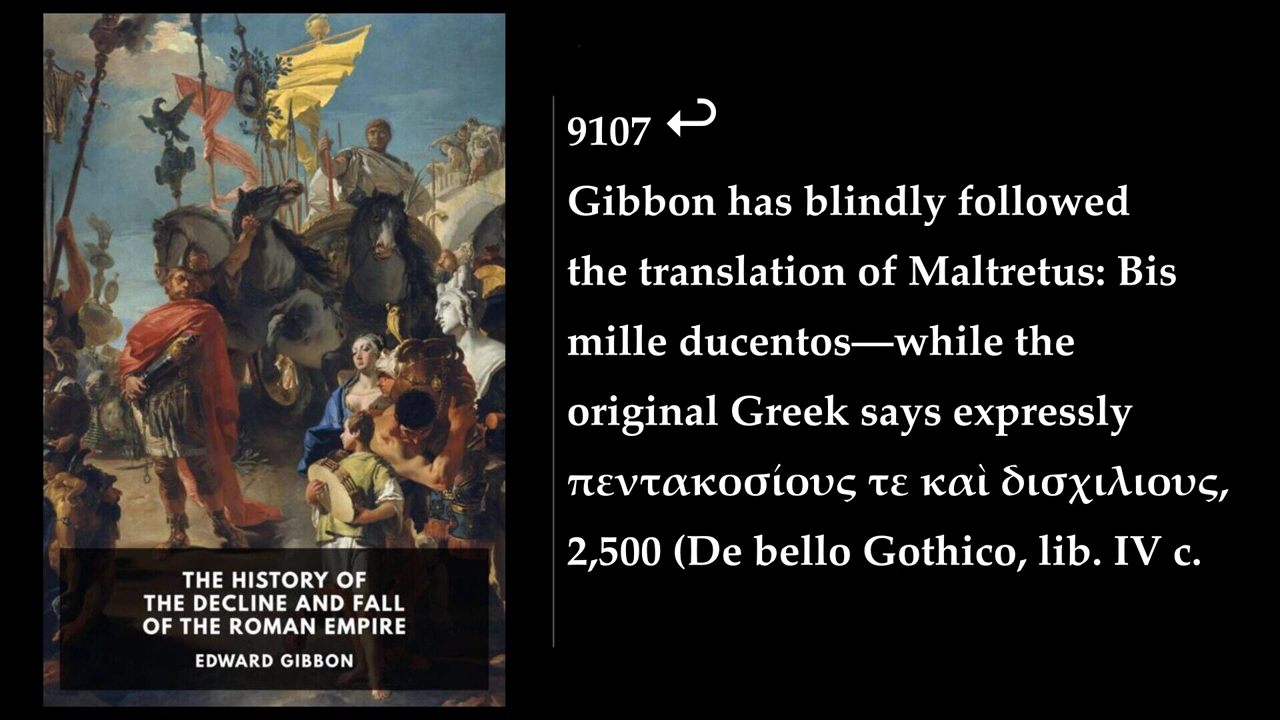 THE HISTORY OF
THE DECLINE AND FALL
OF THE ROMAN EMPIRE
EDWARD GIBBON
9107 ↩
Gibbon has blindly followed
the translation of Maltretus: Bis
mille ducentos—while the
original Greek says expressly
πεντακοσίους τε καὶ δισχιλιους,
2,500 (De bello Gothico, lib. IV c.